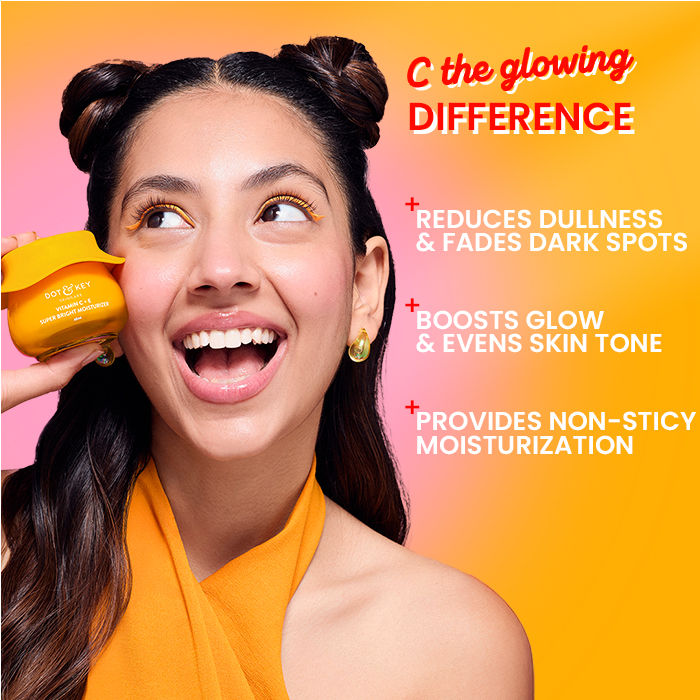 C the glowing
DIFFERENCE
+
REDUCES DULLNESS
& FADES DARK SPOTS
+
BOOSTS GLOW
& EVENS SKIN TONE
+
PROVIDES NON-STICY
MOISTURIZATION
DOT & KEY
SKINCARE
VITAMIN C + E
SUPER BRIGHT MOISTURIZER